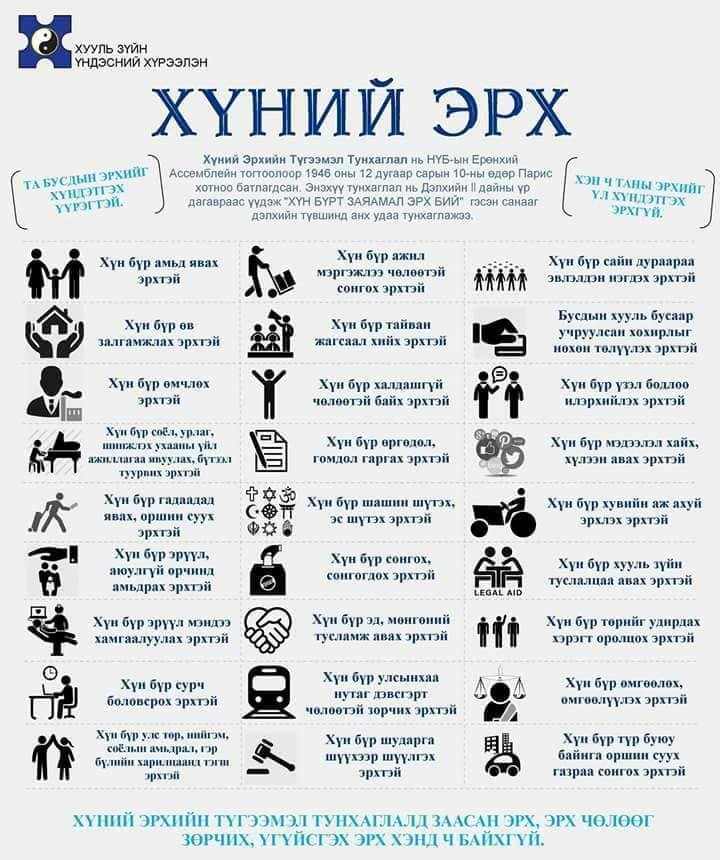 ХУУЛЬ ЗҮЙН
ҮНДЭСНИЙ ХҮРЭЭЛЭН
ХҮНИЙ ЭРХ
ТА БУСДЫН ЭРХИЙГ
ХҮНДЭТГЭХ
ҮҮРЭГТЭЙ.
Хүний Эрхийн Түгээмэл Тунхаглал нь НҮБ-ын Ерөнхий
Ассемблейн тогтоолоор 1946 оны 12 дугаар сарын 10-ны өдөр Парис
хотноо батлагдсан. Энэхүү тунхаглал нь Дэлхийн II дайны үр
дагавраас үүдэж "ХҮН БҮРТ ЗАЯАМАЛ ЭРХ БИЙ" гэсэн санааг
дэлхийн түвшинд анх удаа тунхаглажээ.
ХЭН Ч ТАНЫ ЭРХИЙГ
ҮЛ ХҮНДЭТГЭХ
ЭРХГҮЙ.
Хүн бүр амьд явах
эрхтэй
Хүн бүр ажил
мэргэжлээ чөлөөтэй
сонгох эрхтэй
Хүн бүр сайн дураараа
эвлэлдэн нэгдэх эрхтэй
Хүн бүр өв
залгамжлах эрхтэй
Хүн бүр тайван
жагсаал хийх эрхтэй
Бусдын хууль бусаар
учруулсан хохирлыг
нөхөн төлүүлэх эрхтэй
Хүн бүр өмчлөх
эрхтэй
Хүн бүр халдашгүй
чөлөөтэй байх эрхтэй
Хүн бүр үзэл бодлоо
илэрхийлэх эрхтэй
Хүн бүр соёл, урлаг,
шинжлэх ухааны үйл
ажиллагаа явуулах, бүтээл
туурвих эрхтэй
Хүн бүр өргөдөл,
гомдол гаргах эрхтэй
Хүн бүр мэдээлэл хайх,
хүлээн авах эрхтэй
Хүн бүр гадаадад
явах, оршин суух
эрхтэй
Хүн бүр шашин шүтэх,
эс шүтэх эрхтэй
Хүн бүр хувийн аж ахуй
эрхлэх эрхтэй
Хүн бүр эрүүл,
аюулгүй орчинд
амьдрах эрхтэй
Хүн бүр сонгох,
сонгогдох эрхтэй
LEGAL AID
Хүн бүр хууль зүйн
туслалцаа авах эрхтэй
Хүн бүр эрүүл мэндээ
хамгаалуулах эрхтэй
Хүн бүр эд, мөнгөний
тусламж авах эрхтэй
Хүн бүр төрийг удирдах
хэрэгт оролцох эрхтэй
Хүн бүр сурч
боловсрох эрхтэй
Хүн бүр улсынхаа
нутаг дэвсгэрт
чөлөөтэй зорчих эрхтэй
Хүн бүр өмгөөлөх,
өмгөөлүүлэх эрхтэй
Хүн бүр улс төр, нийгэм,
соёлын амьдрал, гэр
бүлийн харилцаанд тэгш
эрхтэй
Хүн бүр шударга
шүүхээр шүүлгэх
эрхтэй
Хүн бүр түр буюу
байнга оршин суух
газраа сонгох эрхтэй
ХҮНИЙ ЭРХИЙН ТҮГЭЭМЭЛ ТУНХАГЛАЛД ЗААСАН ЭРХ, ЭРХ ЧӨЛӨӨГ
ЗӨРЧИХ, ҮГҮЙСГЭХ ЭРХ ХЭНД Ч БАЙХГҮЙ.